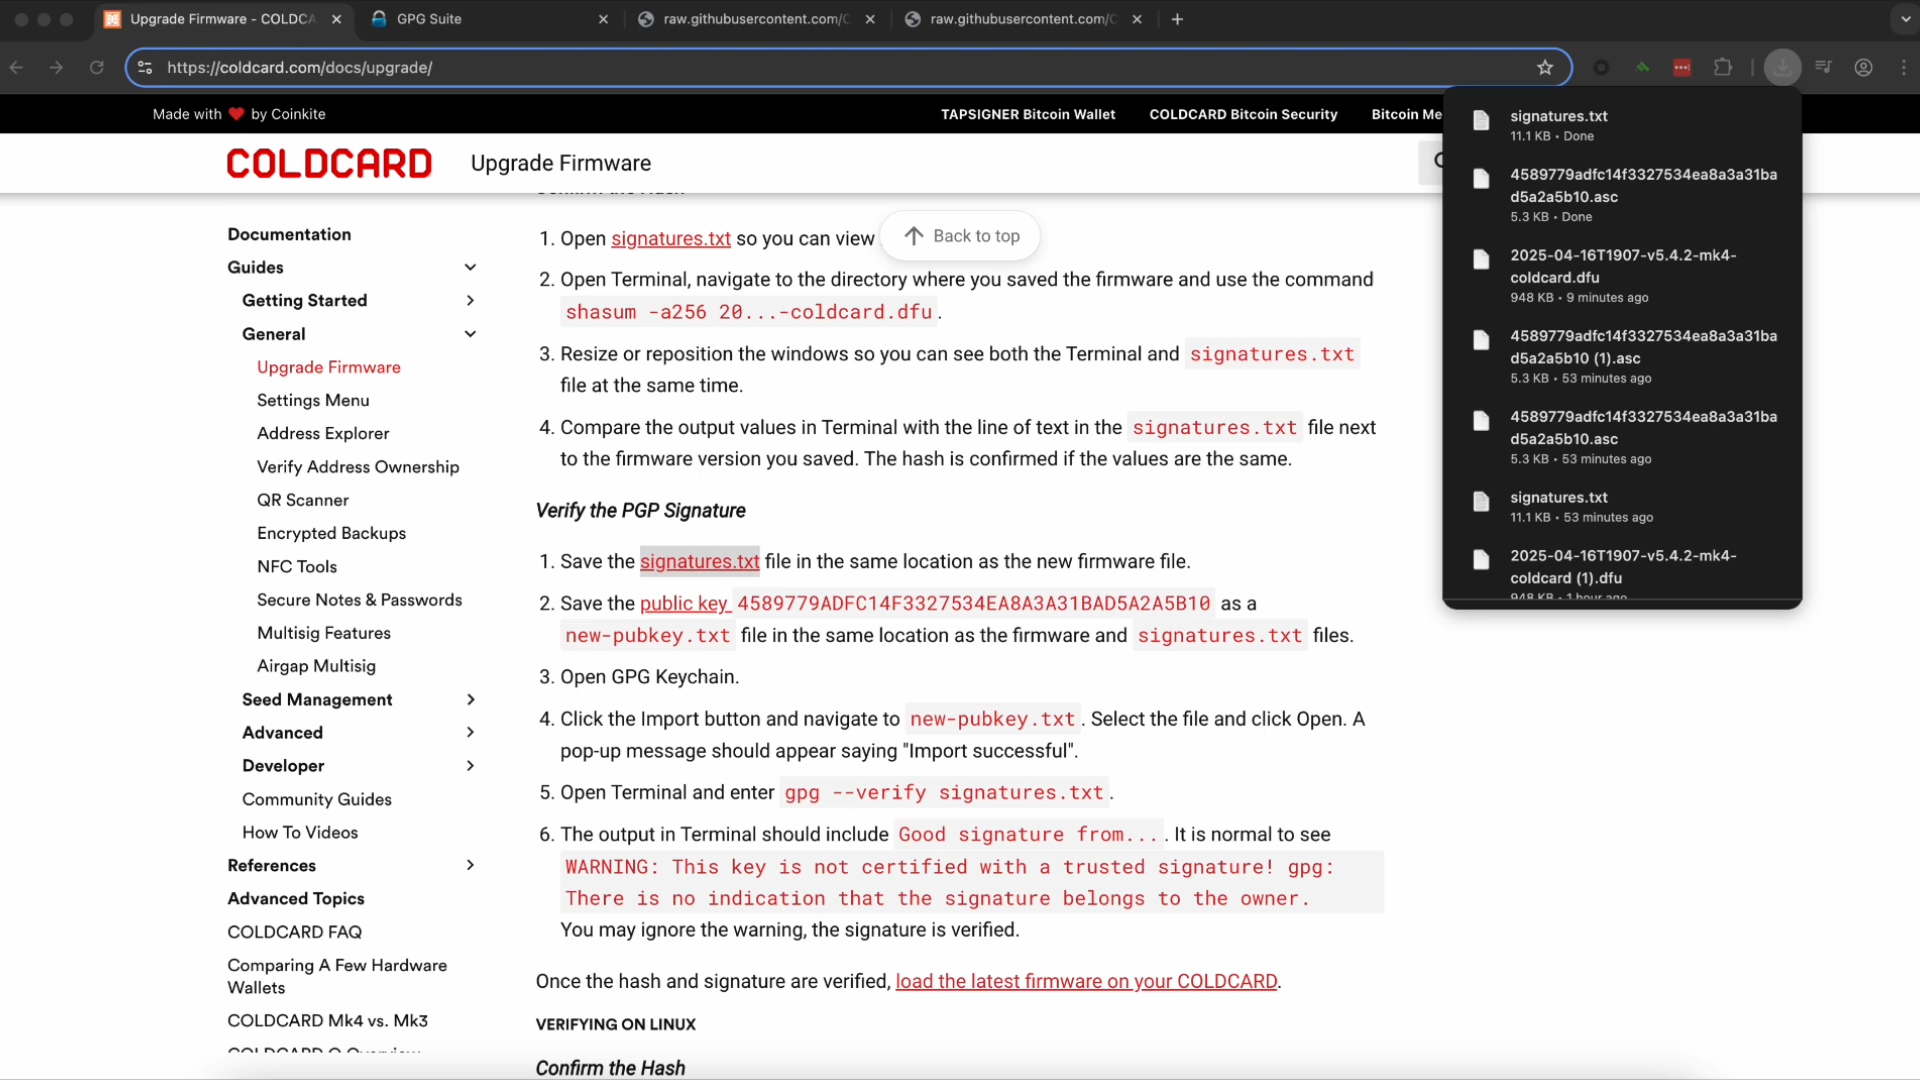 Upgrade Firmware - COLDCA
GPG Suite
raw.githubusercontent.com/C
raw.githubusercontent.com/C
https://coldcard.com/docs/upgrade/
Made with ❤ by Coinkite
TAPSIGNER Bitcoin Wallet
COLDCARD Bitcoin Security
Bitcoin Me
COLDCARD
Upgrade Firmware
Documentation
Guides
Getting Started
General
Upgrade Firmware
Settings Menu
Address Explorer
Verify Address Ownership
QR Scanner
Encrypted Backups
NFC Tools
Secure Notes & Passwords
Multisig Features
Airgap Multisig
Seed Management
Advanced
Developer
Community Guides
How To Videos
References
Advanced Topics
COLDCARD FAQ
Comparing A Few Hardware
Wallets
COLDCARD Mk4 vs. Mk3
COLDCARD Q Overview
Back to top
1. Open signatures.txt so you can view
2. Open Terminal, navigate to the directory where you saved the firmware and use the command
shasum -a256 20...-coldcard.dfu.
3. Resize or reposition the windows so you can see both the Terminal and signatures.txt
file at the same time.
4. Compare the output values in Terminal with the line of text in the signatures.txt file next
to the firmware version you saved. The hash is confirmed if the values are the same.
Verify the PGP Signature
1. Save the signatures.txt file in the same location as the new firmware file.
2. Save the public key 4589779ADFC14F3327534EA8A3A31BAD5A2A5B10 as a
new-pubkey.txt file in the same location as the firmware and signatures.txt files.
3. Open GPG Keychain.
4. Click the Import button and navigate to new-pubkey.txt. Select the file and click Open. A
pop-up message should appear saying "Import successful".
5. Open Terminal and enter gpg --verify signatures.txt.
6. The output in Terminal should include Good signature from.... It is normal to see
WARNING: This key is not certified with a trusted signature! gpg:
There is no indication that the signature belongs to the owner.
You may ignore the warning, the signature is verified.
Once the hash and signature are verified, load the latest firmware on your COLDCARD.
VERIFYING ON LINUX
Confirm the Hash
signatures.txt
11.1 KB • Done
4589779adfc14f3327534ea8a3a31ba
d5a2a5b10.asc
5.3 KB • Done
2025-04-16T1907-v5.4.2-mk4-
coldcard.dfu
948 KB • 9 minutes ago
4589779adfc14f3327534ea8a3a31ba
d5a2a5b10 (1).asc
5.3 KB • 53 minutes ago
4589779adfc14f3327534ea8a3a31ba
d5a2a5b10.asc
5.3 KB • 53 minutes ago
signatures.txt
11.1 KB • 53 minutes ago
2025-04-16T1907-v5.4.2-mk4-
coldcard (1).dfu
948 KB • 1 hour ago